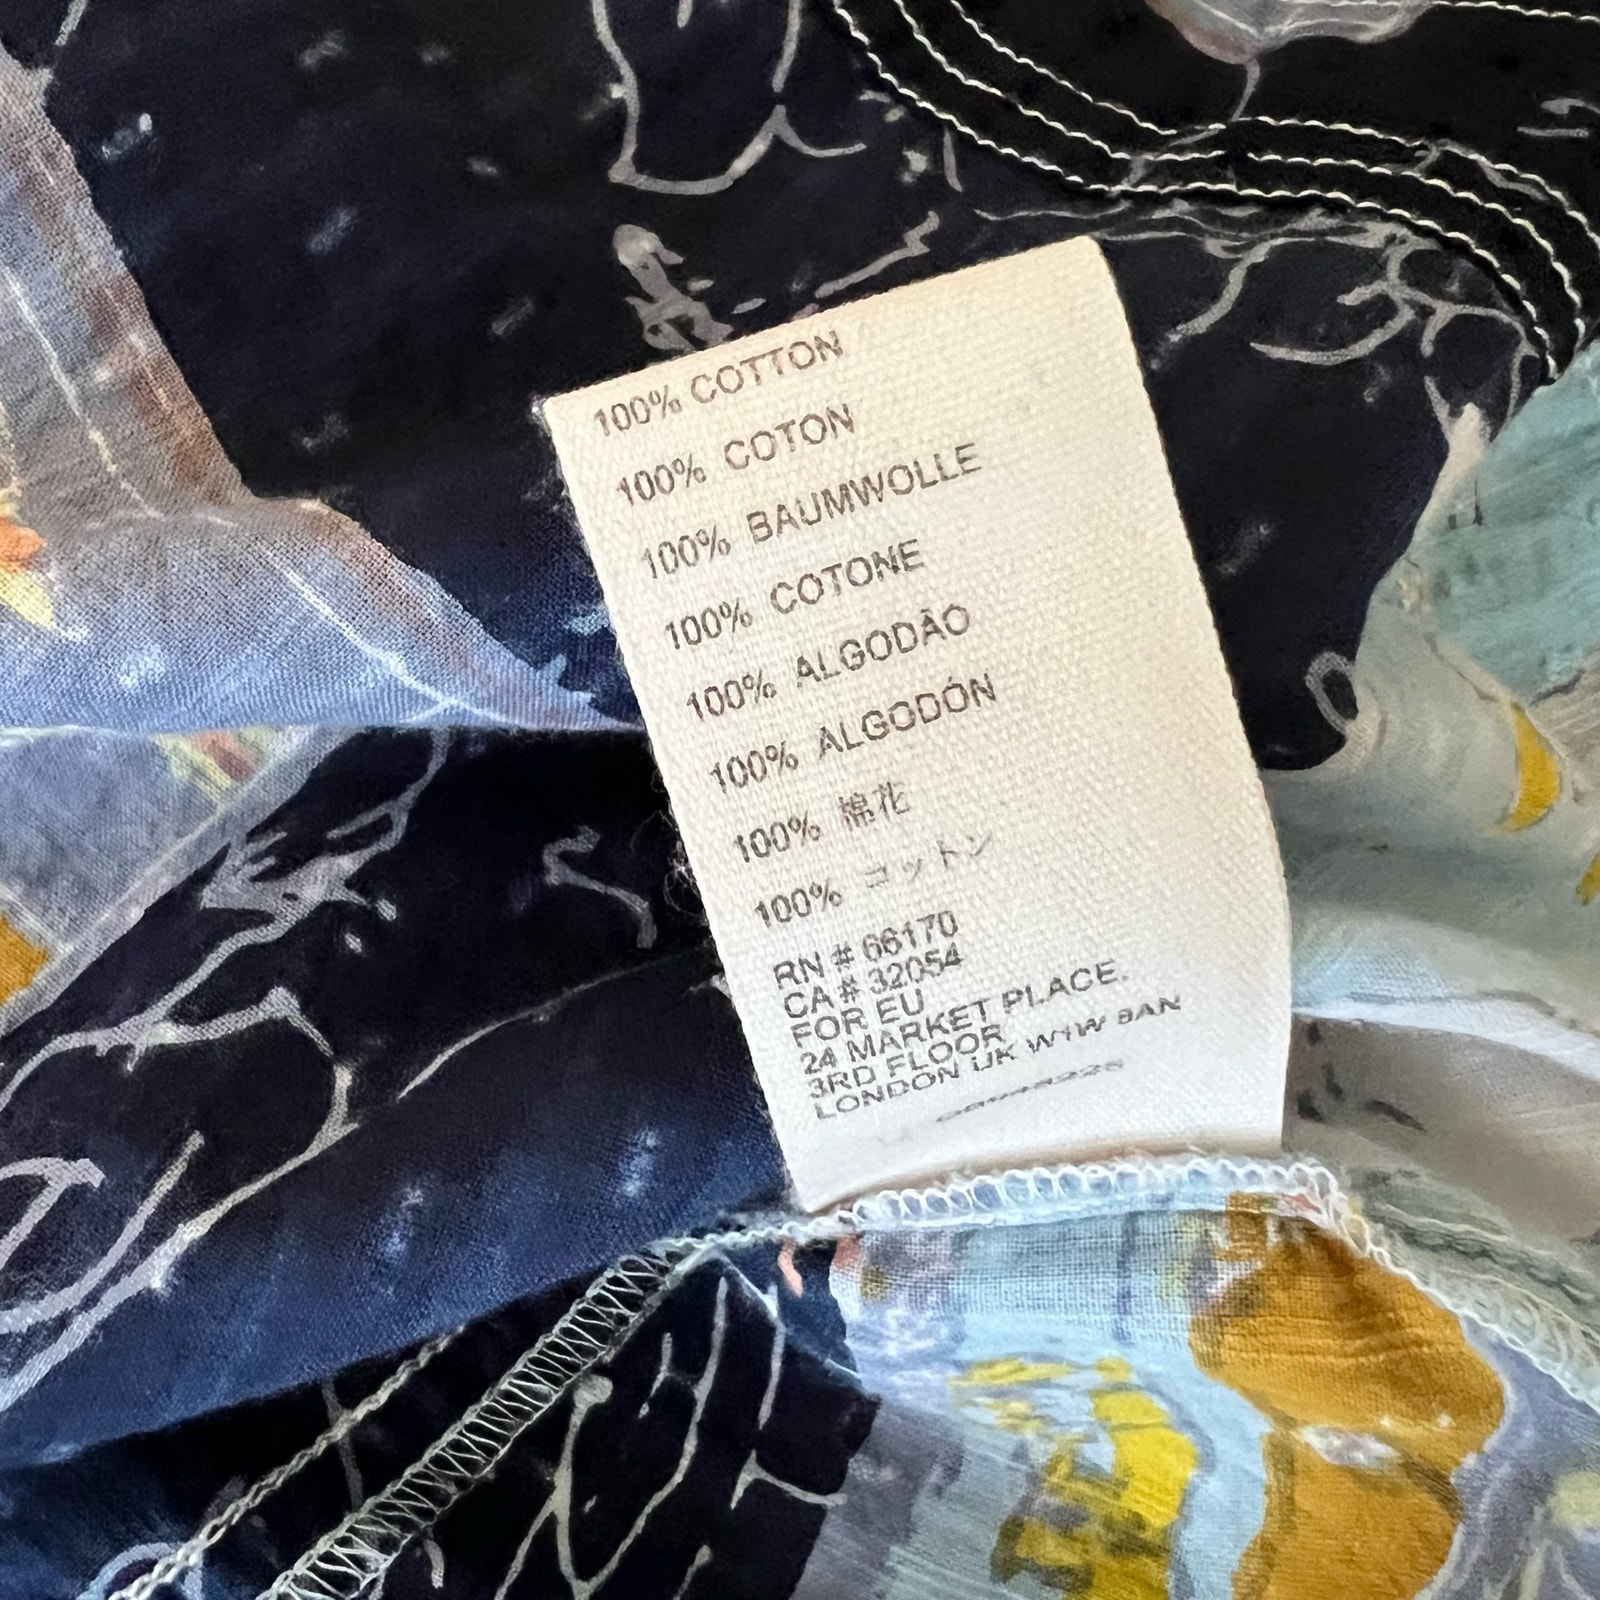 100% COTTON
100% COTON
100% BAUMWOLLE
100% COTONE
100% ALGODÃO
100% ALGODÓN
100% 棉花
100% コットン
RN # 66170
CA # 32054
FOR EU
24 MARKET PLACE.
3RD FLOOR
LONDON UK W1W 8AN